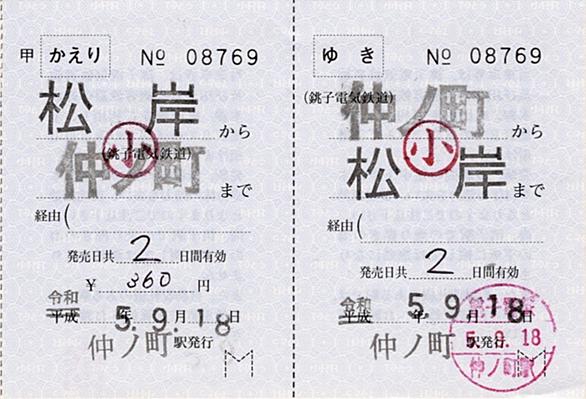 甲 かえり № 08769
松岸から
小
(銚子電気鉄道)
仲ノ町まで
経由(
発売日共 2 日間有効
¥ 360 円
令和
平成 5年 9月 18日
仲ノ町 駅発行
ゆき № 08769
(銚子電気鉄道)
仲ノ町から
小
松岸まで
経由(
発売日共 2 日間有効
令和
平成 5年 9月 18日
仲ノ町 駅発行
5.-9.18
仲ノ町駅